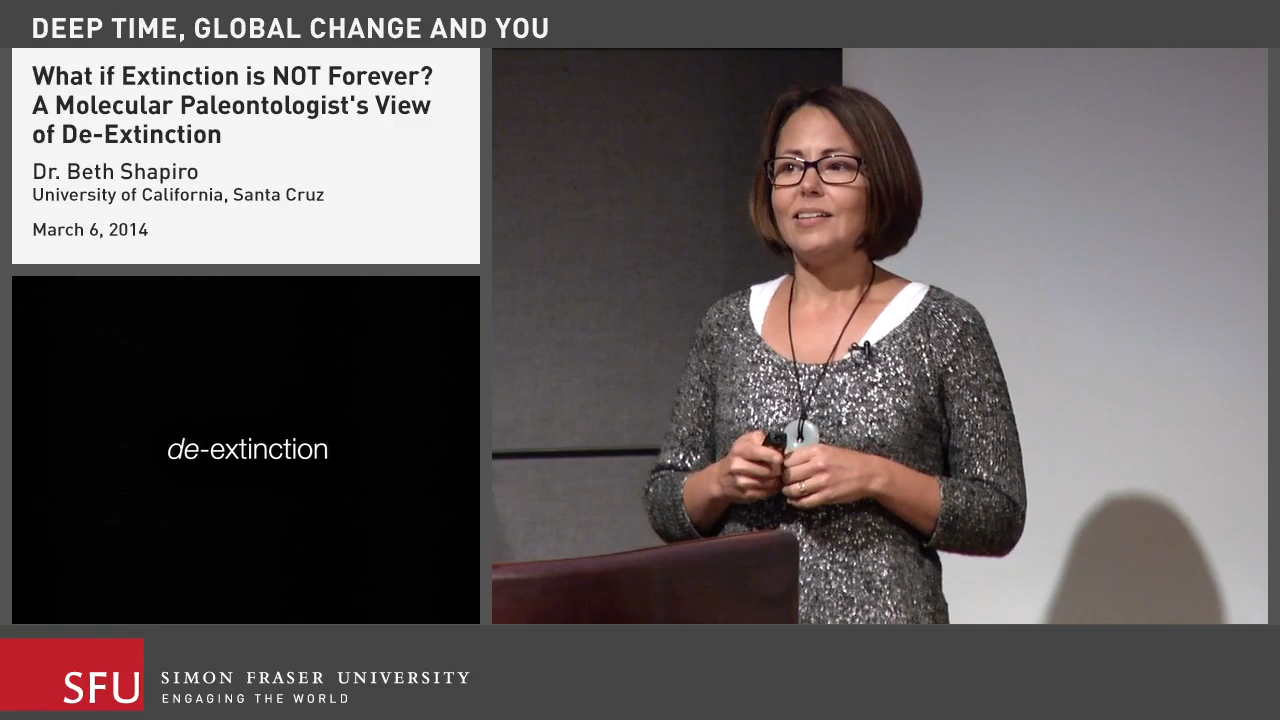 DEEP TIME, GLOBAL CHANGE AND YOU
What if Extinction is NOT Forever?
A Molecular Paleontologist's View
of De-Extinction
Dr. Beth Shapiro
University of California, Santa Cruz
March 6, 2014
de-extinction
SFU
SIMON FRASER UNIVERSITY
ENGAGING THE WORLD